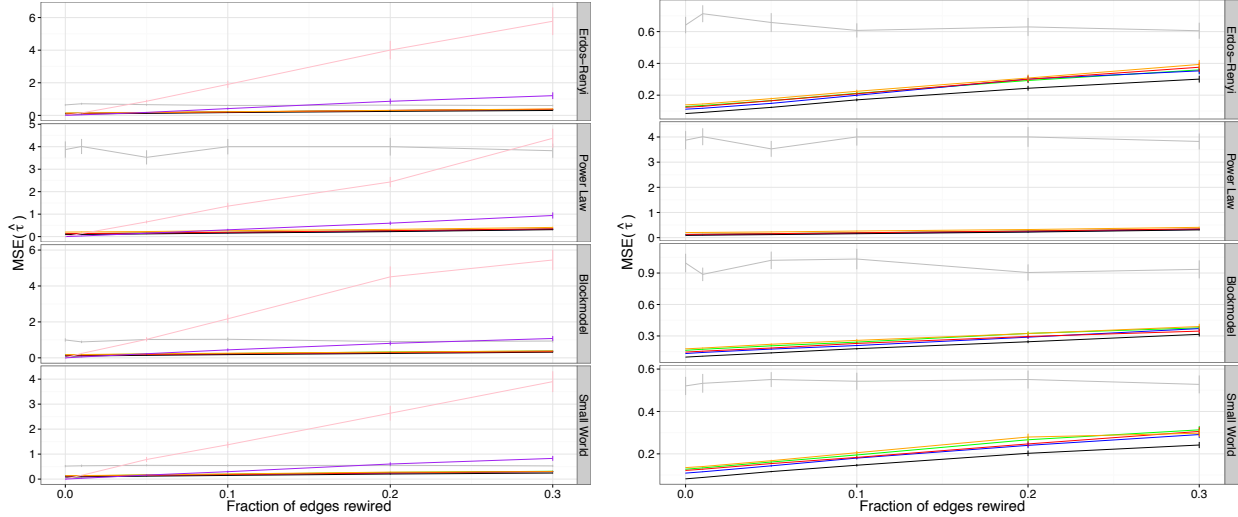 MSE( τ̂ )
6
4
2
0
Erdos−Renyi
5
4
3
2
1
0
Power Law
6
4
2
0
Blockmodel
4
3
2
1
0
Small World
0.0 0.1 0.2 0.3
Fraction of edges rewired
MSE( τ̂ )
0.6
0.4
0.2
Erdos−Renyi
6
4
2
0
Power Law
0.9
0.6
0.3
Blockmodel
0.6
0.4
0.2
Small World
0.0 0.1 0.2 0.3
Fraction of edges rewired